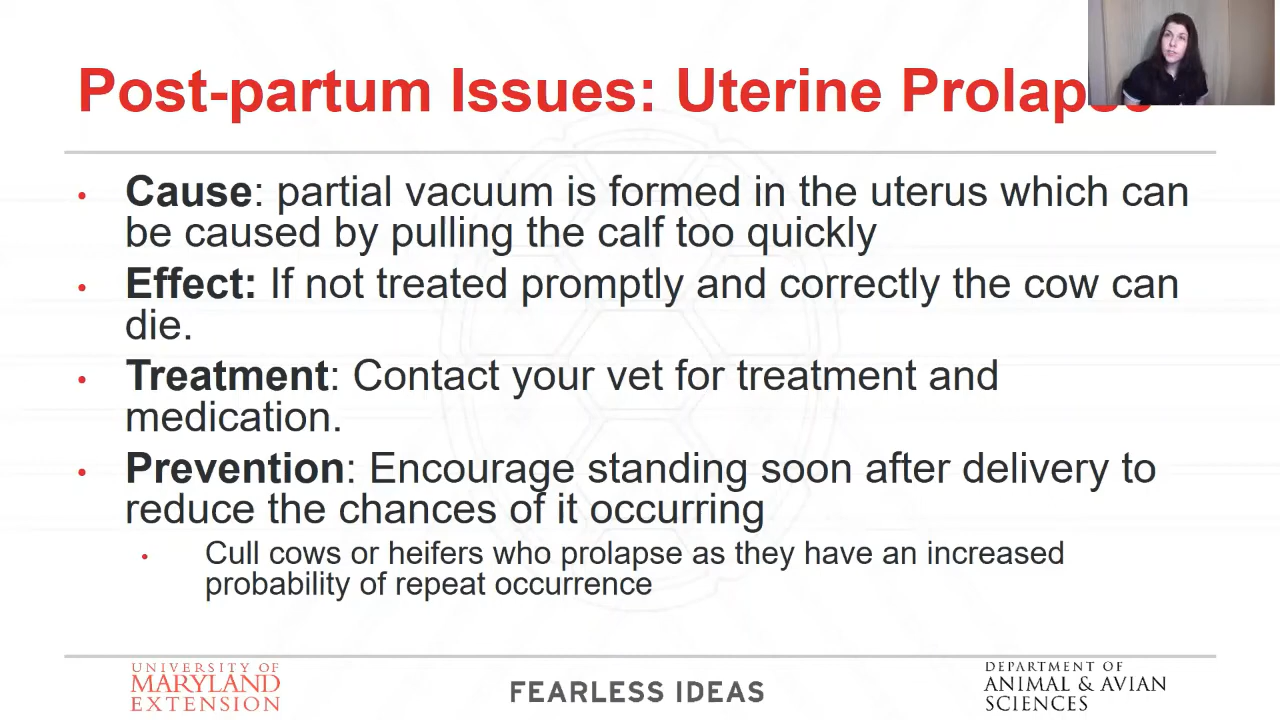 Post-partum Issues: Uterine Prolapse
• Cause: partial vacuum is formed in the uterus which can
be caused by pulling the calf too quickly
• Effect: If not treated promptly and correctly the cow can
die.
• Treatment: Contact your vet for treatment and
medication.
• Prevention: Encourage standing soon after delivery to
reduce the chances of it occurring
• Cull cows or heifers who prolapse as they have an increased
probability of repeat occurrence
UNIVERSITY OF
MARYLAND
EXTENSION
FEARLESS IDEAS
DEPARTMENT OF
ANIMAL & AVIAN
SCIENCES